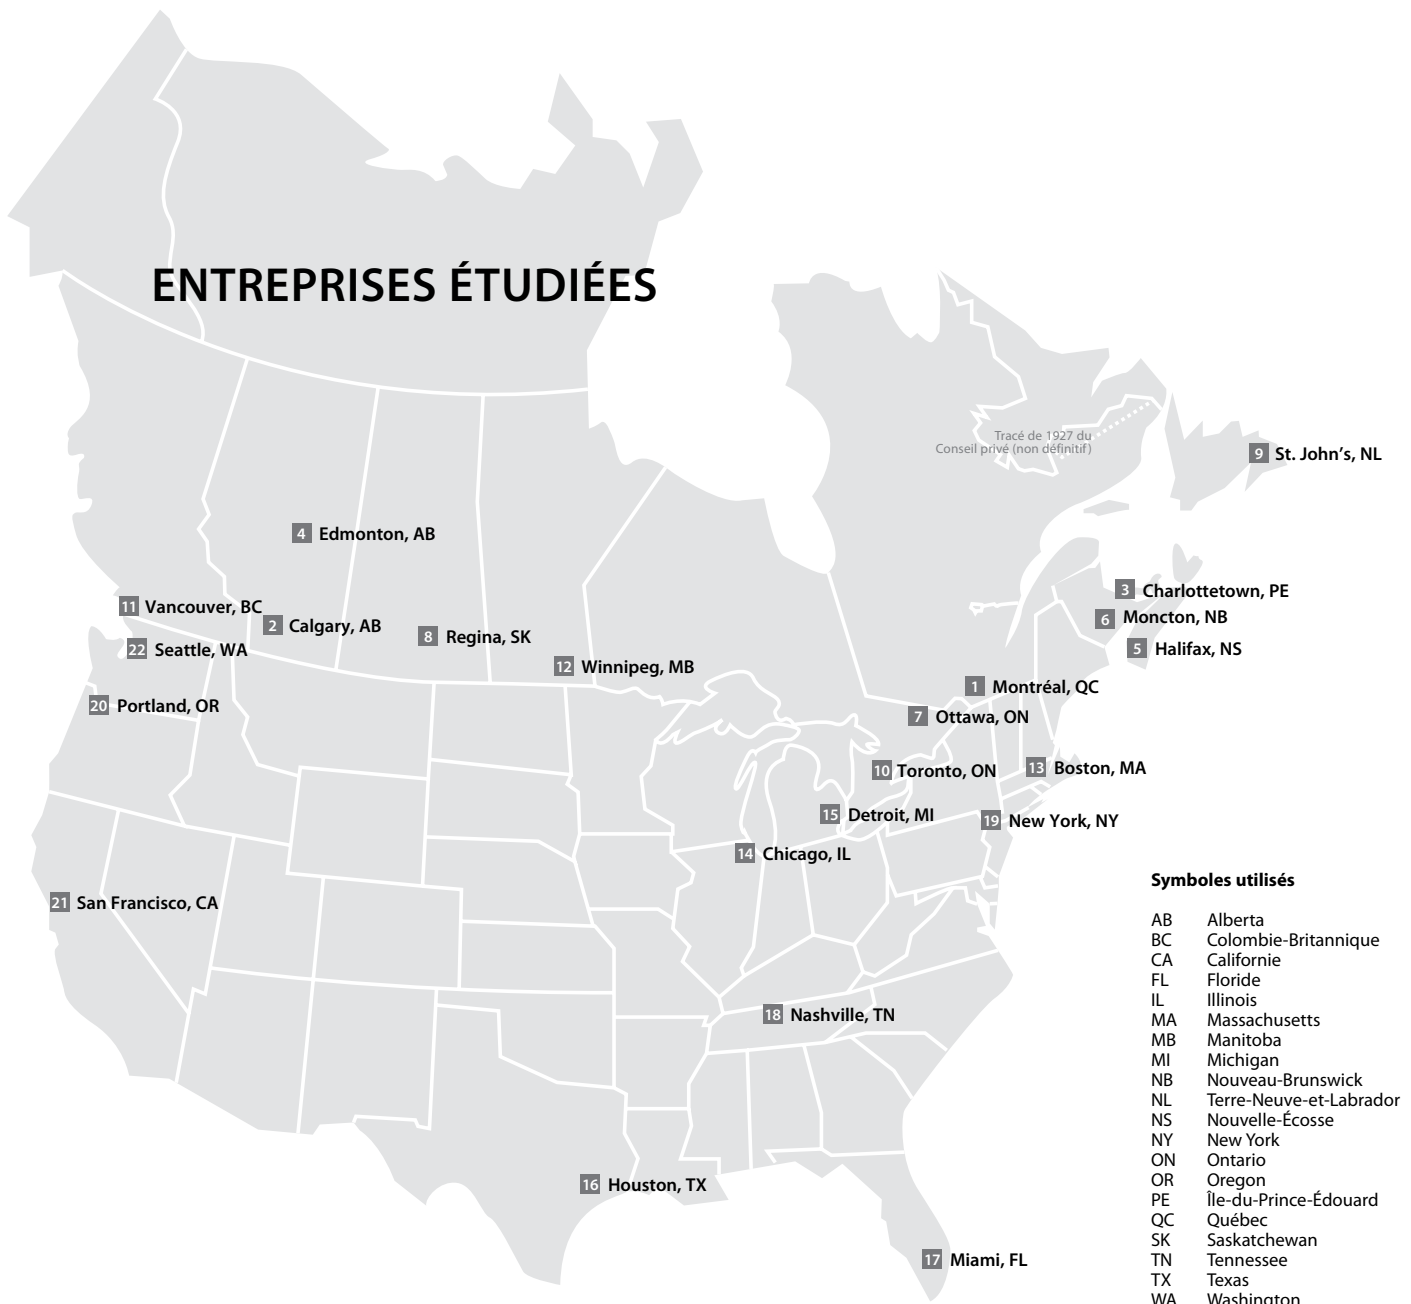 ENTREPRISES ÉTUDIÉES
Tracé de 1927 du
Conseil privé (non définitif)
9 St. John's, NL
4 Edmonton, AB
3 Charlottetown, PE
11 Vancouver, BC
6 Moncton, NB
2 Calgary, AB
8 Regina, SK
22 Seattle, WA
5 Halifax, NS
12 Winnipeg, MB
1 Montréal, QC
20 Portland, OR
7 Ottawa, ON
10 Toronto, ON
13 Boston, MA
15 Detroit, MI
19 New York, NY
14 Chicago, IL
21 San Francisco, CA
18 Nashville, TN
16 Houston, TX
17 Miami, FL
Symboles utilisés
AB Alberta
BC Colombie-Britannique
CA Californie
FL Floride
IL Illinois
MA Massachusetts
MB Manitoba
MI Michigan
NB Nouveau-Brunswick
NL Terre-Neuve-et-Labrador
NS Nouvelle-Écosse
NY New York
ON Ontario
OR Oregon
PE Île-du-Prince-Édouard
QC Québec
SK Saskatchewan
TN Tennessee
TX Texas
WA Washington